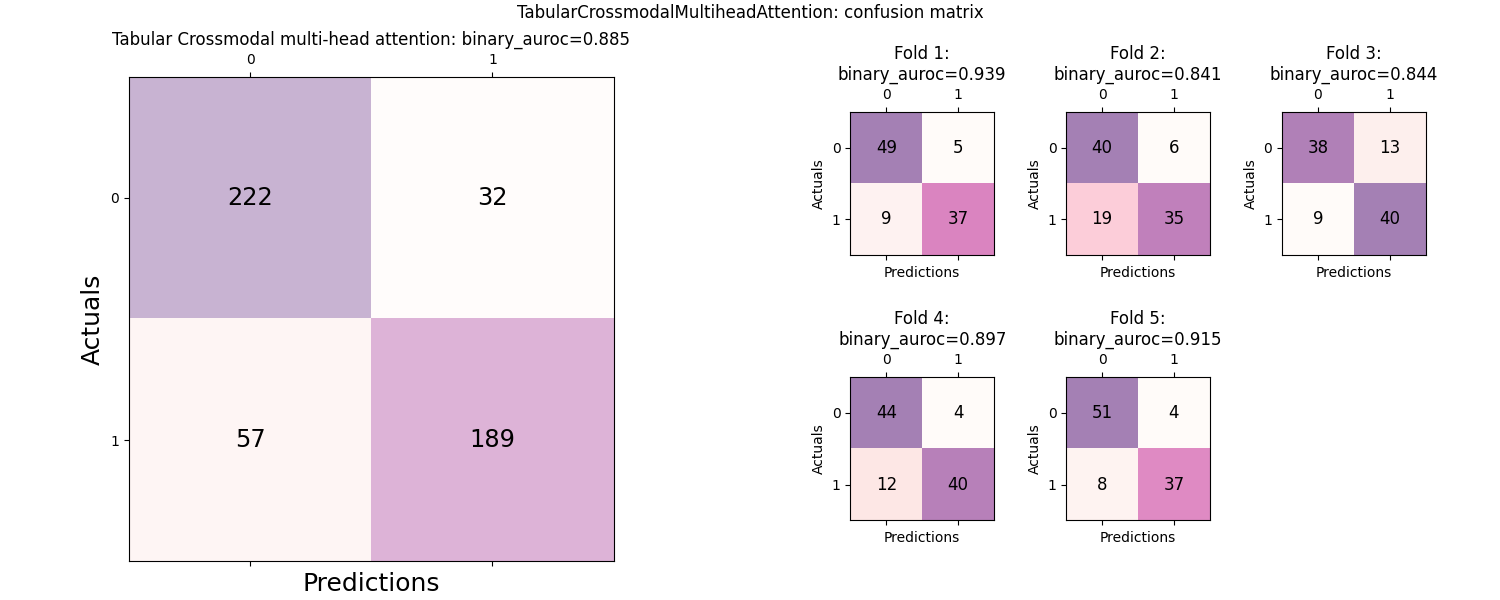 TabularCrossmodalMultiheadAttention: confusion matrix
Tabular Crossmodal multi-head attention: binary_auroc=0.885
0 1
0 222 32
Actuals
1 57 189
Predictions
Fold 1:
binary_auroc=0.939
0 1
0 49 5
Actuals
1 9 37
Predictions
Fold 2:
binary_auroc=0.841
0 1
0 40 6
Actuals
1 19 35
Predictions
Fold 3:
binary_auroc=0.844
0 1
0 38 13
Actuals
1 9 40
Predictions
Fold 4:
binary_auroc=0.897
0 1
0 44 4
Actuals
1 12 40
Predictions
Fold 5:
binary_auroc=0.915
0 1
0 51 4
Actuals
1 8 37
Predictions